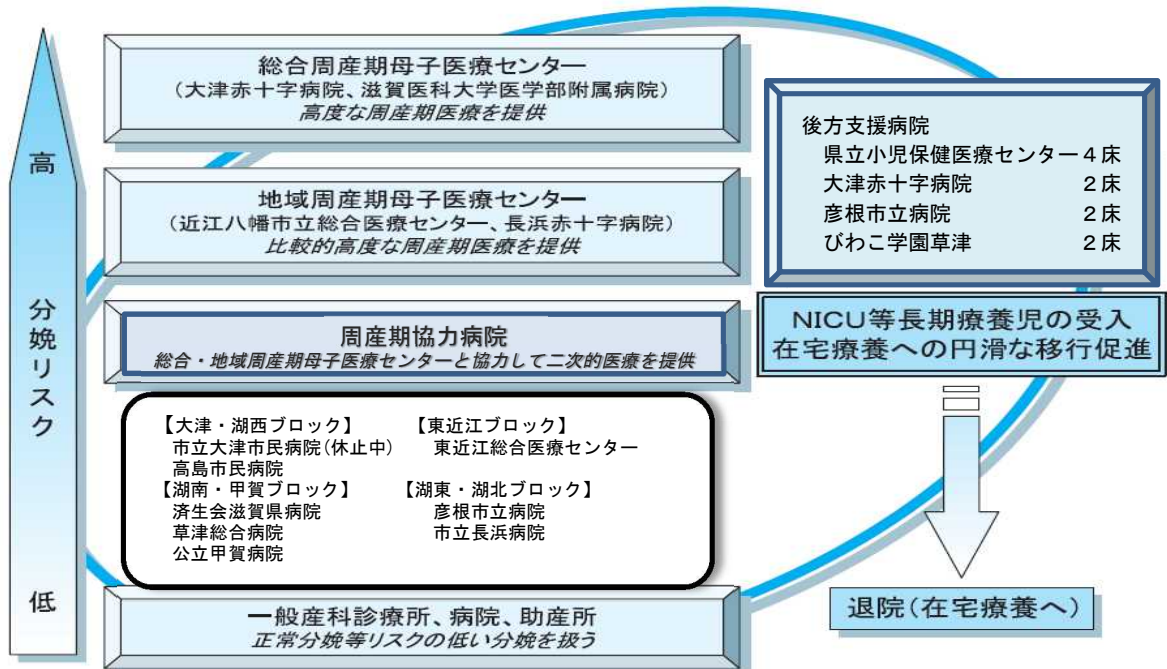 高
分娩リスク
低
総合周産期母子医療センター
(大津赤十字病院、滋賀医科大学医学部附属病院)
高度な周産期医療を提供
地域周産期母子医療センター
(近江八幡市立総合医療センター、長浜赤十字病院)
比較的高度な周産期医療を提供
周産期協力病院
総合・地域周産期母子医療センターと協力して二次的医療を提供
【大津・湖西ブロック】
市立大津市民病院(休止中)
高島市民病院
【湖南・甲賀ブロック】
済生会滋賀県病院
草津総合病院
公立甲賀病院
【東近江ブロック】
東近江総合医療センター
【湖東・湖北ブロック】
彦根市立病院
市立長浜病院
一般産科診療所、病院、助産所
正常分娩等リスクの低い分娩を扱う
後方支援病院
県立小児保健医療センター4床
大津赤十字病院 2床
彦根市立病院 2床
びわこ学園草津 2床
NICU等長期療養児の受入
在宅療養への円滑な移行促進
退院(在宅療養へ)